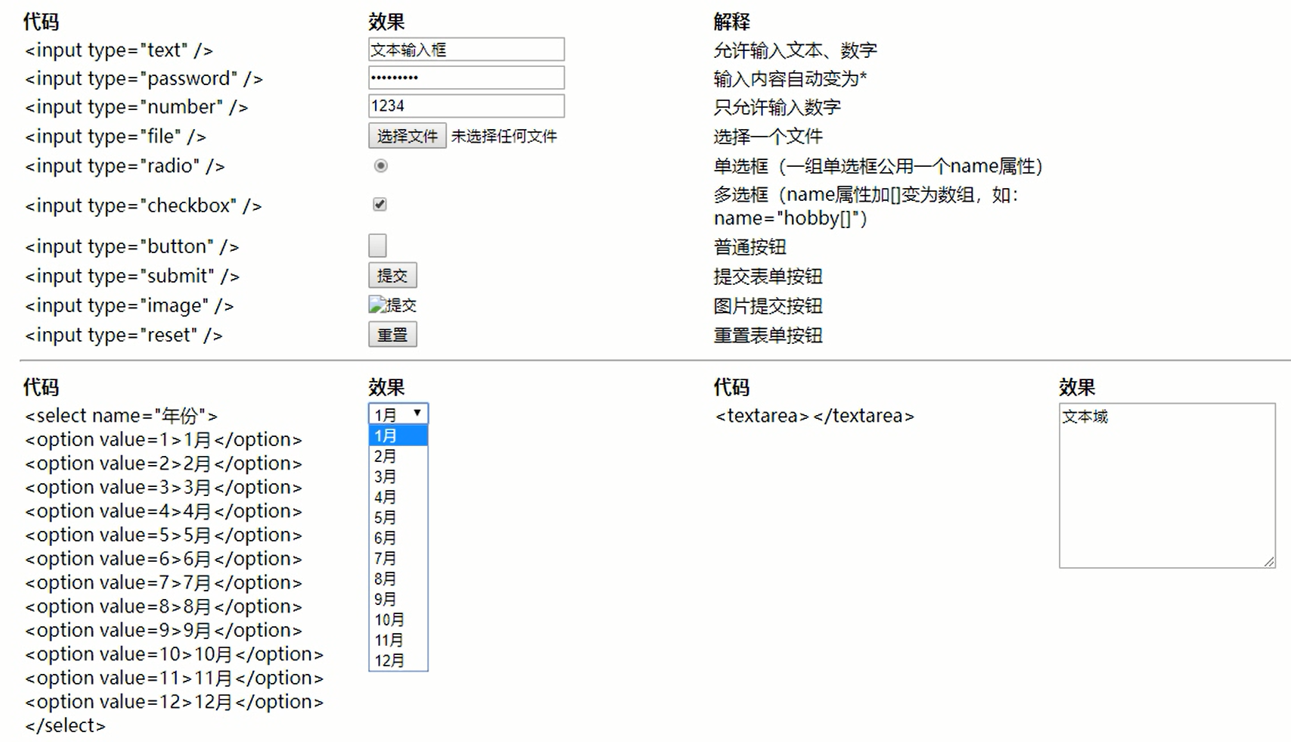 代码 效果 解释
<input type="text" /> 文本输入框 允许输入文本、数字
<input type="password" /> ••••••••• 输入内容自动变为*
<input type="number" /> 1234 只允许输入数字
<input type="file" /> 选择文件 未选择任何文件 选择一个文件
<input type="radio" /> 单选框（一组单选框公用一个name属性）
<input type="checkbox" /> 多选框（name属性加[]变为数组，如：
name="hobby[]"）
<input type="button" /> 普通按钮
<input type="submit" /> 提交 提交表单按钮
<input type="image" /> 提交 图片提交按钮
<input type="reset" /> 重置 重置表单按钮
代码 效果 代码 效果
<select name="年份"> 1月 <textarea></textarea> 文本域
<option value=1>1月</option> 1月
<option value=2>2月</option> 2月
<option value=3>3月</option> 3月
<option value=4>4月</option> 4月
<option value=5>5月</option> 5月
<option value=6>6月</option> 6月
<option value=7>7月</option> 7月
<option value=8>8月</option> 8月
<option value=9>9月</option> 9月
<option value=10>10月</option> 10月
<option value=11>11月</option> 11月
<option value=12>12月</option> 12月
</select>